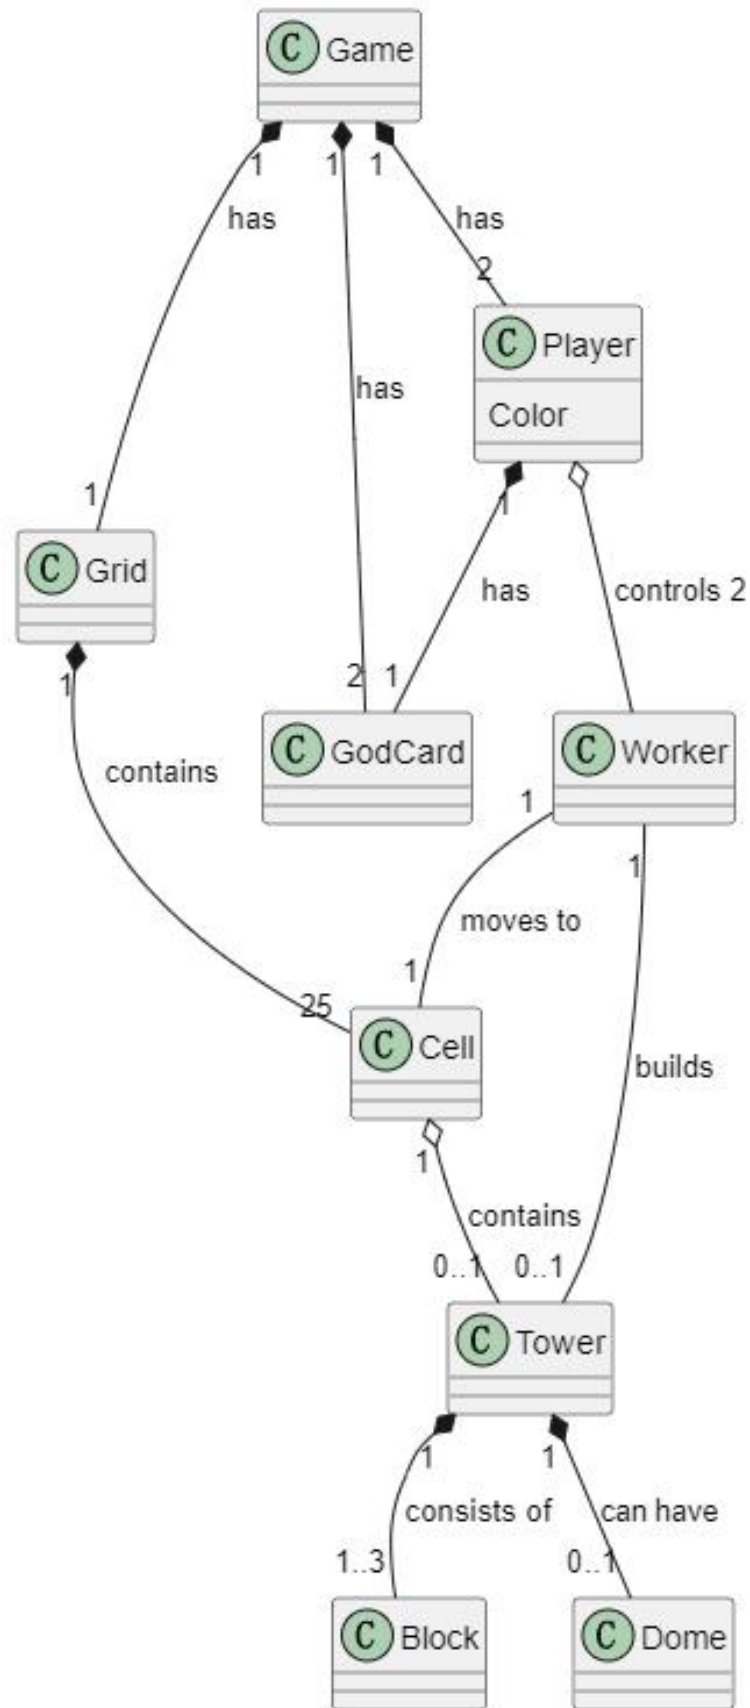 C Game
1
1
1
has
has
2
C Player
has
Color
1
1
C Grid
has
controls 2
1
2
1
C GodCard
C Worker
contains
1
1
moves to
1
25
C Cell
builds
1
contains
0..1
0..1
C Tower
1
1
consists of
can have
1..3
0..1
C Block
C Dome